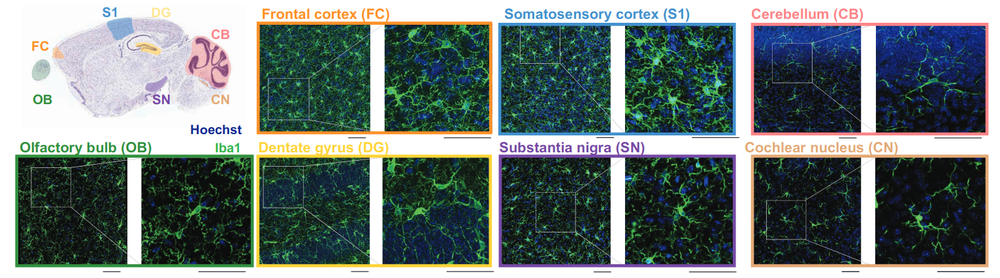 S1
DG
CB
FC
OB
SN
CN
Hoechst
Iba1
Frontal cortex (FC)
Somatosensory cortex (S1)
Cerebellum (CB)
Olfactory bulb (OB)
Dentate gyrus (DG)
Substantia nigra (SN)
Cochlear nucleus (CN)